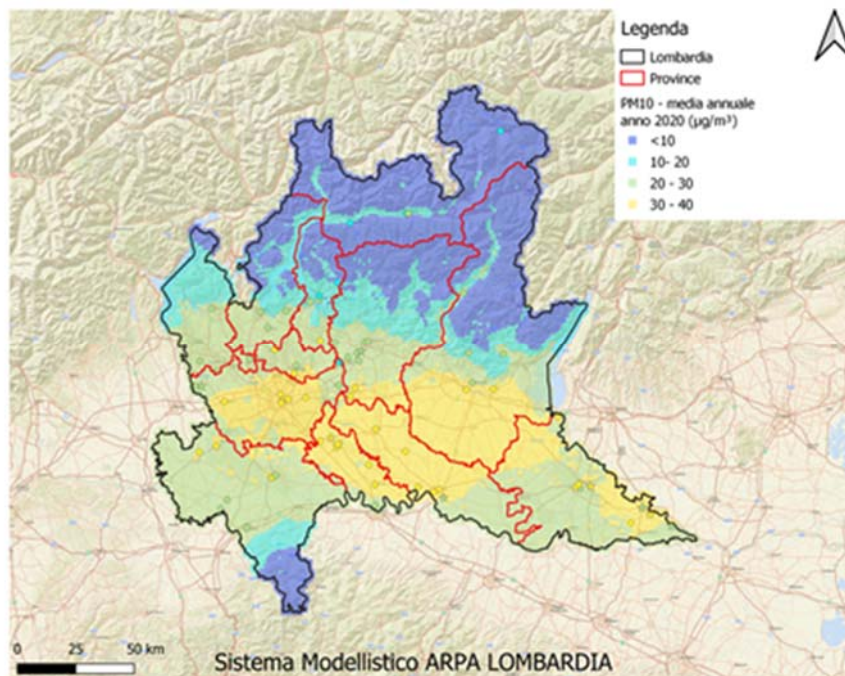 Legenda
Lombardia
Province
PM10 - media annuale
anno 2020 (µg/m³)
<10
10- 20
20 - 30
30 - 40
0 25 50 km
Sistema Modellistico ARPA LOMBARDIA